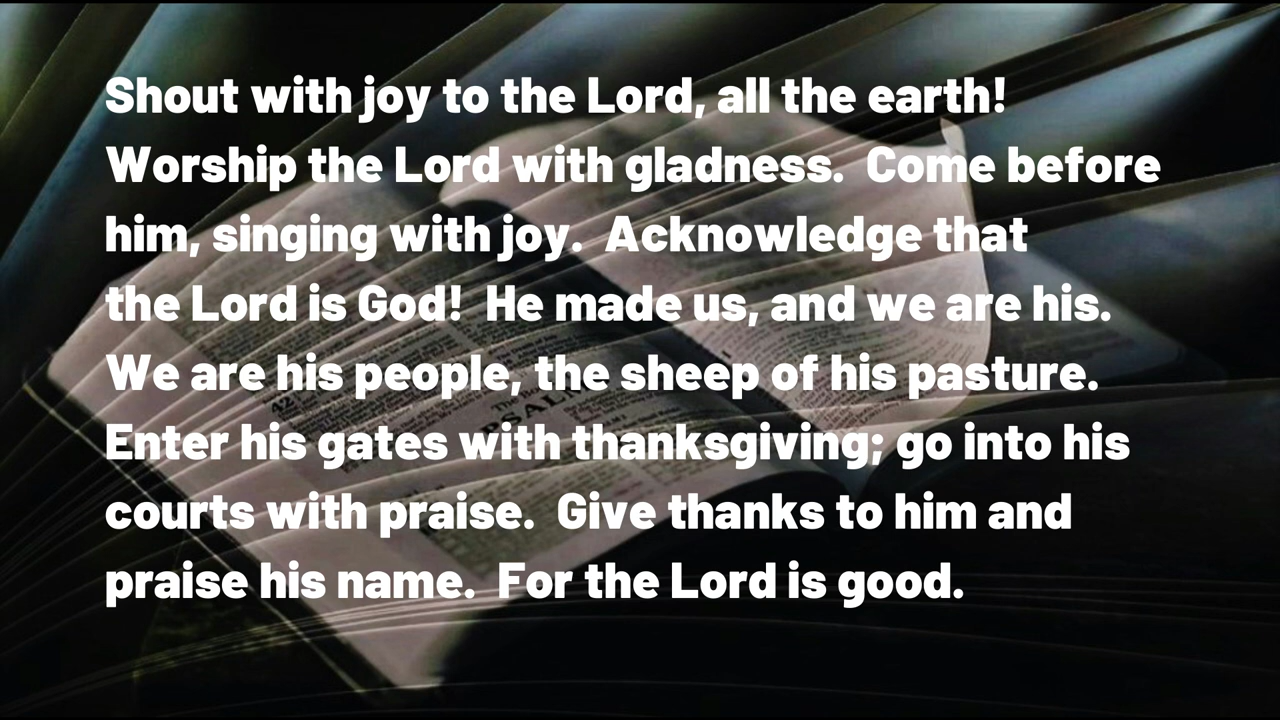 Shout with joy to the Lord, all the earth!
Worship the Lord with gladness.  Come before
him, singing with joy.  Acknowledge that
the Lord is God!  He made us, and we are his.
We are his people, the sheep of his pasture.
Enter his gates with thanksgiving; go into his
courts with praise.  Give thanks to him and
praise his name.  For the Lord is good.
42
PSALM